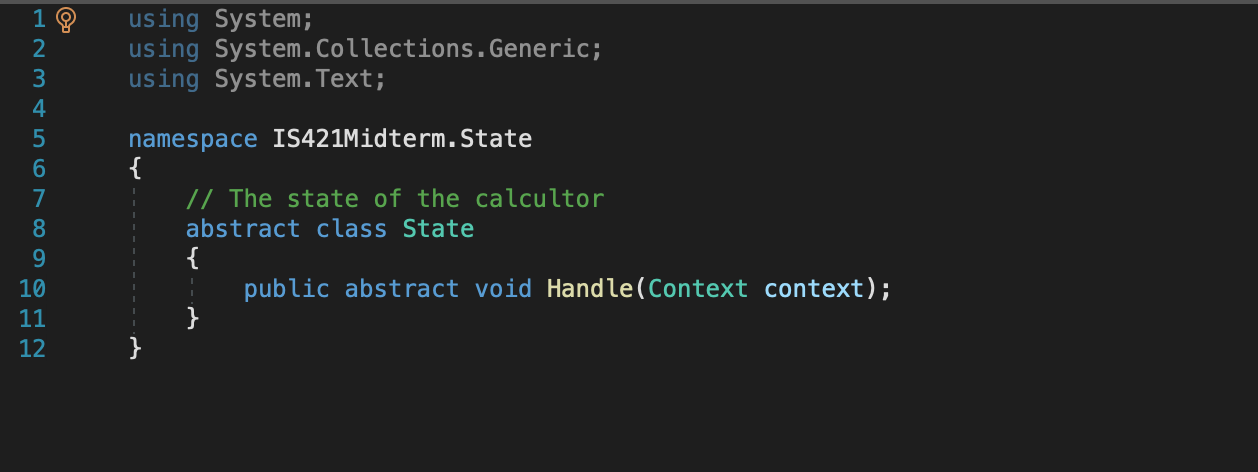 1 using System;
2 using System.Collections.Generic;
3 using System.Text;
4
5 namespace IS421Midterm.State
6 {
7 // The state of the calcultor
8 abstract class State
9 {
10 public abstract void Handle(Context context);
11 }
12 }